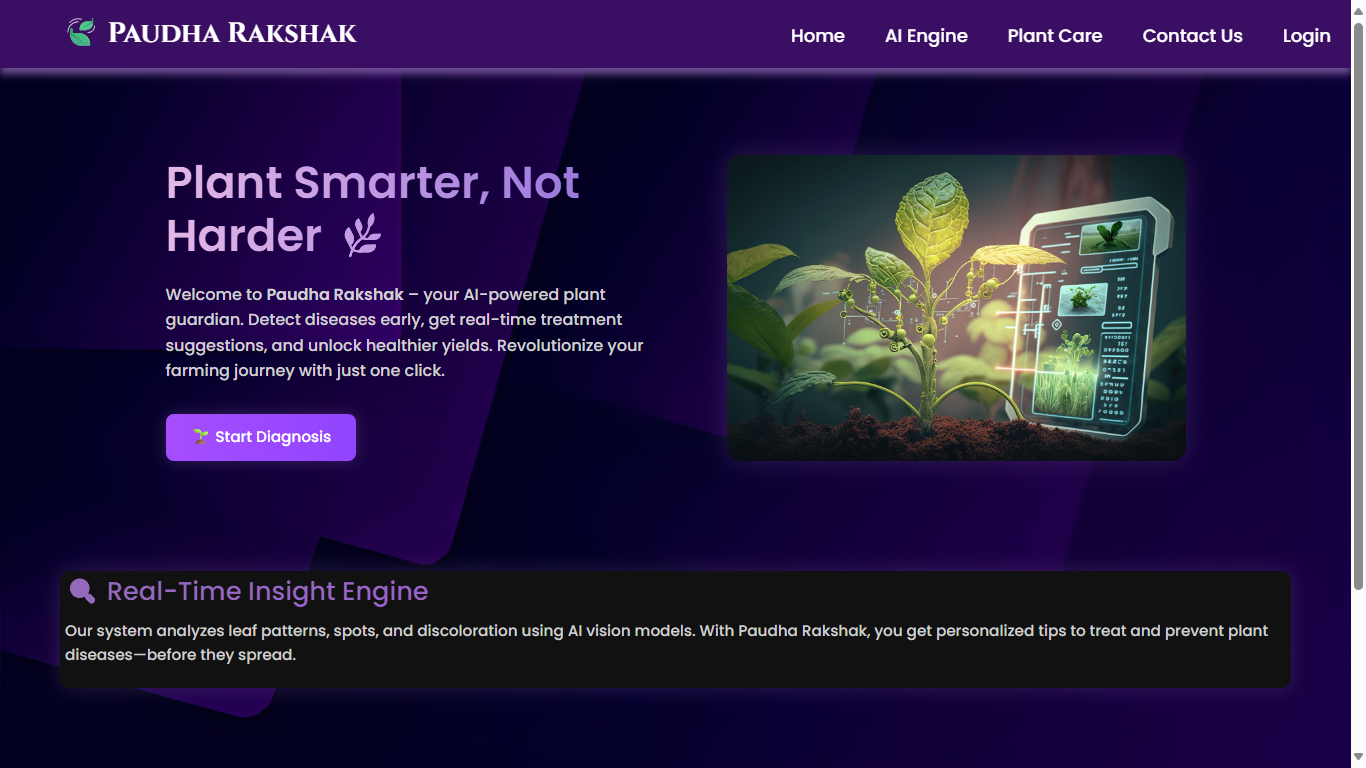 PAUDHA RAKSHAK
Home AI Engine Plant Care Contact Us Login
Plant Smarter, Not
Harder
Welcome to Paudha Rakshak – your AI-powered plant
guardian. Detect diseases early, get real-time treatment
suggestions, and unlock healthier yields. Revolutionize your
farming journey with just one click.
Start Diagnosis
Real-Time Insight Engine
Our system analyzes leaf patterns, spots, and discoloration using AI vision models. With Paudha Rakshak, you get personalized tips to treat and prevent plant
diseases—before they spread.